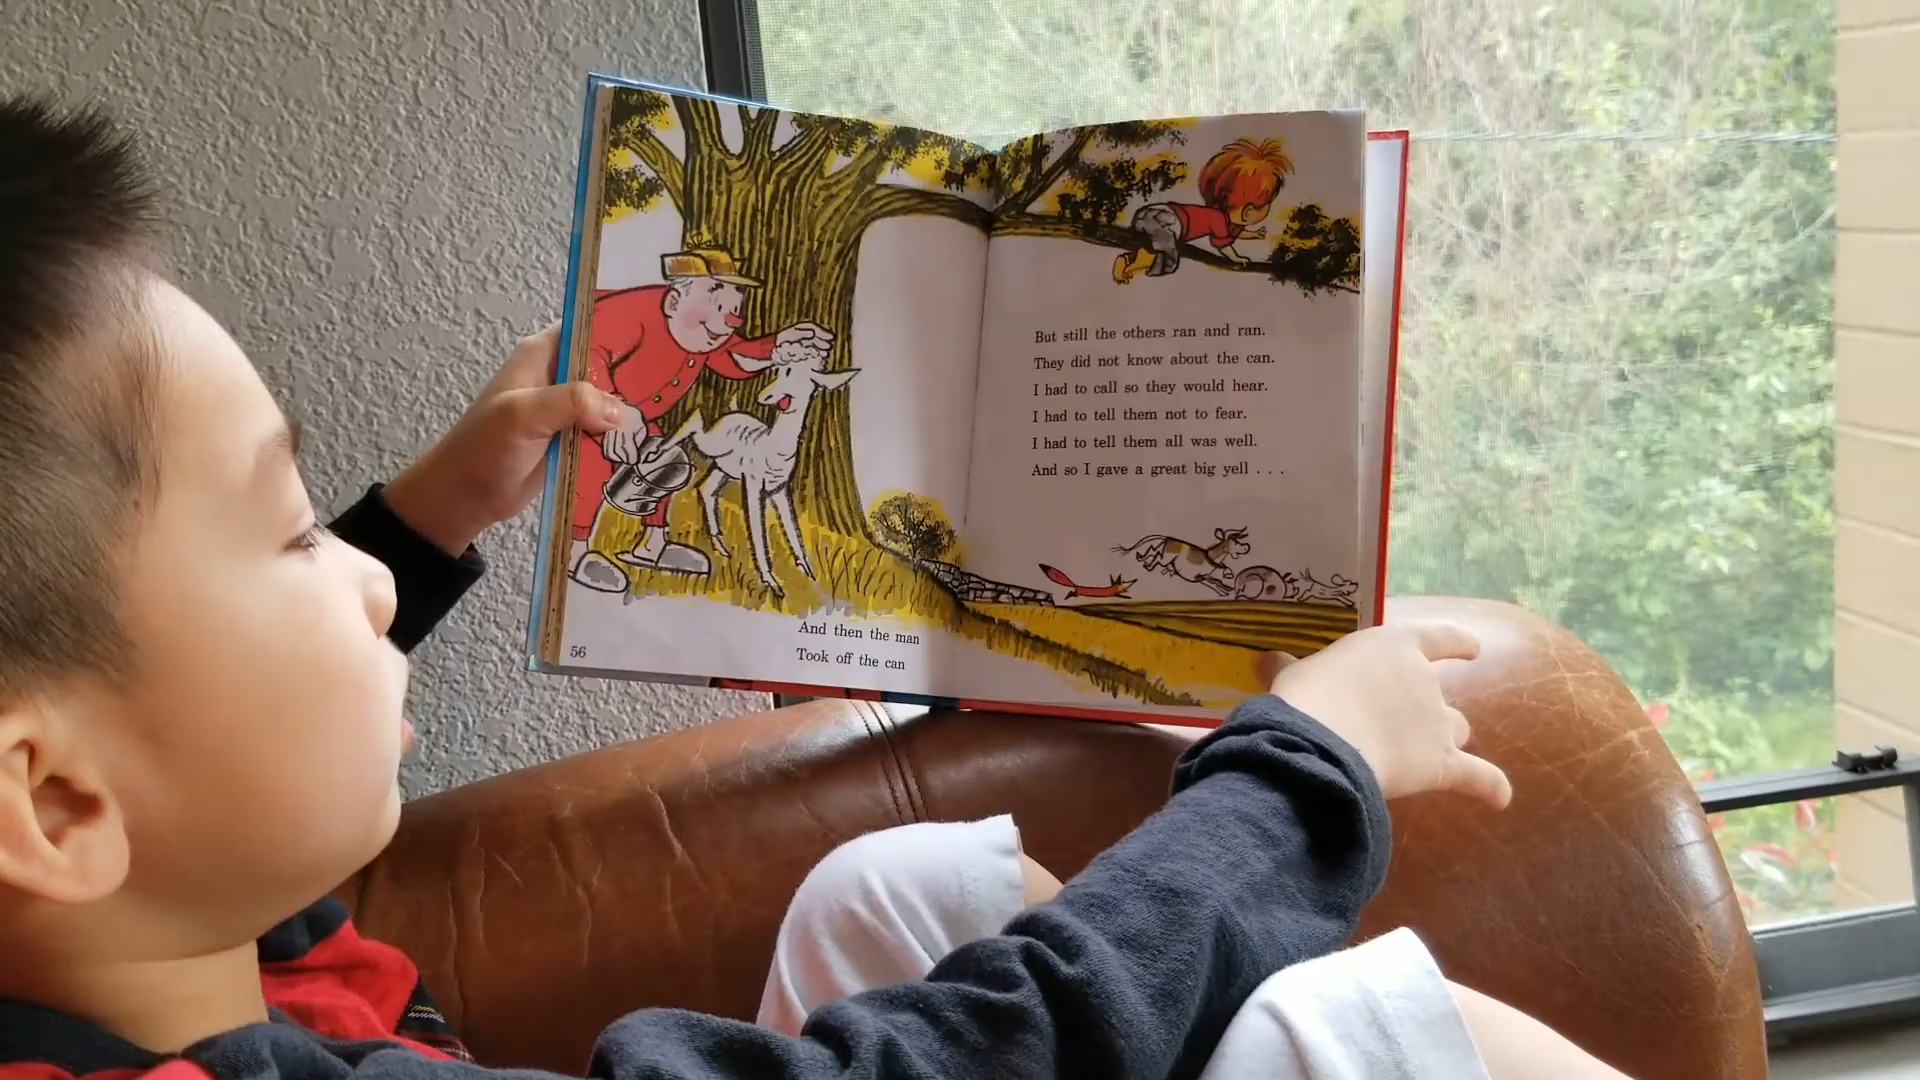 And then the man
Took off the can
56
But still the others ran and ran.
They did not know about the can.
I had to call so they would hear.
I had to tell them not to fear.
I had to tell them all was well.
And so I gave a great big yell . . .